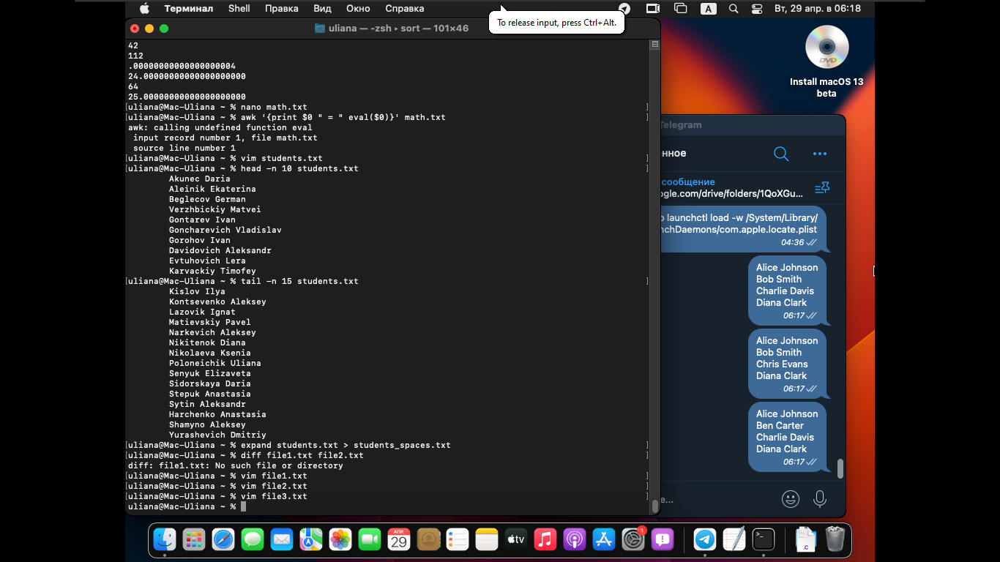 Терминал Shell Правка Вид Окно Справка A Вт, 29 апр. в 06:18
To release input, press Ctrl+Alt.
uliana — -zsh ▸ sort — 101×46
42
112
.00000000000000000004
24.00000000000000000000
64
25.00000000000000000000
[uliana@Mac-Uliana ~ % nano math.txt ]
[uliana@Mac-Uliana ~ % awk '{print $0 " = " eval($0)}' math.txt ]
awk: calling undefined function eval
input record number 1, file math.txt
source line number 1
[uliana@Mac-Uliana ~ % vim students.txt ]
[uliana@Mac-Uliana ~ % head -n 10 students.txt ]
Akunec Daria
Aleinik Ekaterina
Beglecov German
Verzhbickiy Matvei
Gontarev Ivan
Goncharevich Vladislav
Gorohov Ivan
Davidovich Aleksandr
Evtuhovich Lera
Karvackiy Timofey
[uliana@Mac-Uliana ~ % tail -n 15 students.txt ]
Kislov Ilya
Kontsevenko Aleksey
Lazovik Ignat
Matievskiy Pavel
Narkevich Aleksey
Nikitenok Diana
Nikolaeva Ksenia
Poloneichik Uliana
Senyuk Elizaveta
Sidorskaya Daria
Stepuk Anastasia
Sytin Aleksandr
Harchenko Anastasia
Shamyno Aleksey
Yurashevich Dmitriy
[uliana@Mac-Uliana ~ % expand students.txt > students_spaces.txt ]
[uliana@Mac-Uliana ~ % diff file1.txt file2.txt ]
diff: file1.txt: No such file or directory
[uliana@Mac-Uliana ~ % vim file1.txt ]
[uliana@Mac-Uliana ~ % vim file2.txt ]
[uliana@Mac-Uliana ~ % vim file3.txt ]
uliana@Mac-Uliana ~ %
DVD
Install macOS 13
beta
Telegram
нное
сообщение
ogle.com/drive/folders/1QoXGu...
o launchctl load -w /System/Library/
nchDaemons/com.apple.locate.plist
04:36
Alice Johnson
Bob Smith
Charlie Davis
Diana Clark
06:17
Alice Johnson
Bob Smith
Chris Evans
Diana Clark
06:17
Alice Johnson
Ben Carter
Charlie Davis
Diana Clark
06:17
е...
АПР.
29
tv
1
.c